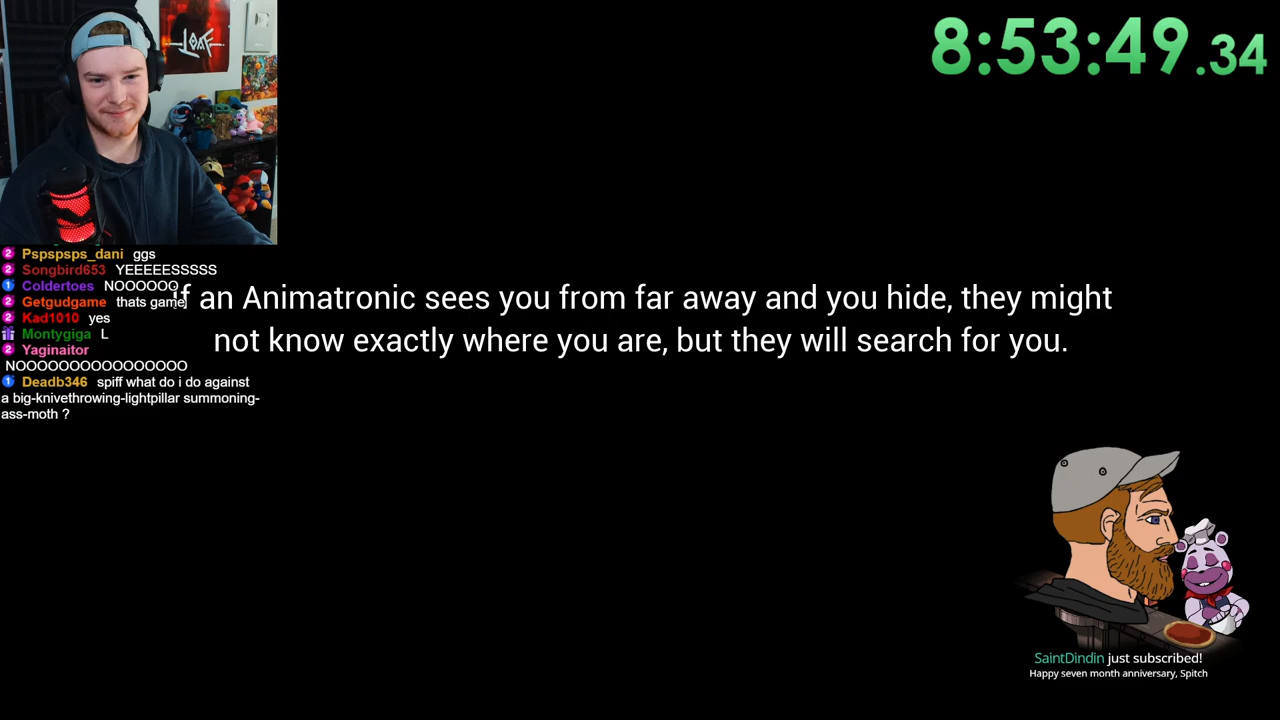 LOAF
8:53:49.34
Pspspsps_dani ggs
Songbird653 YEEEEESSSSS
Coldertoes NOOOOOO
Getgudgame thats game
Kad1010 yes
Montygiga L
Yaginaitor
NOOOOOOOOOOOOOOOO
Deadb346 spiff what do i do against
a big-knivethrowing-lightpillar summoning-
ass-moth ?
if an Animatronic sees you from far away and you hide, they might
not know exactly where you are, but they will search for you.
SaintDindin just subscribed!
Happy seven month anniversary, Spitch